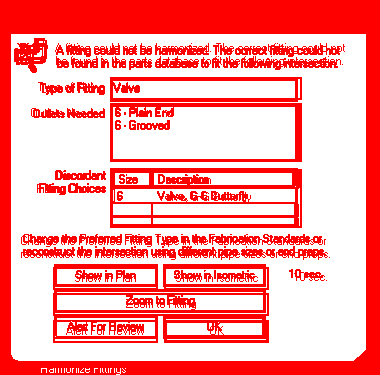 A fitting could not be harmonized. The correct fitting could not
be found in the parts database to fit the following intersection.
Type of Fitting
Valve
Outlets Needed
6 - Plain End
6 - Grooved
Discordant
Fitting Choices
Size
Description
6
Valve, G-G Butterfly
Change the Preferred Fitting Type in the Fabrication Standards or
reconstruct the intersection using different pipe sizes or end preps.
Show in Plan
Show in Isometric
10 sec.
Zoom to Fitting
Alert For Review
Harmonize Fittings